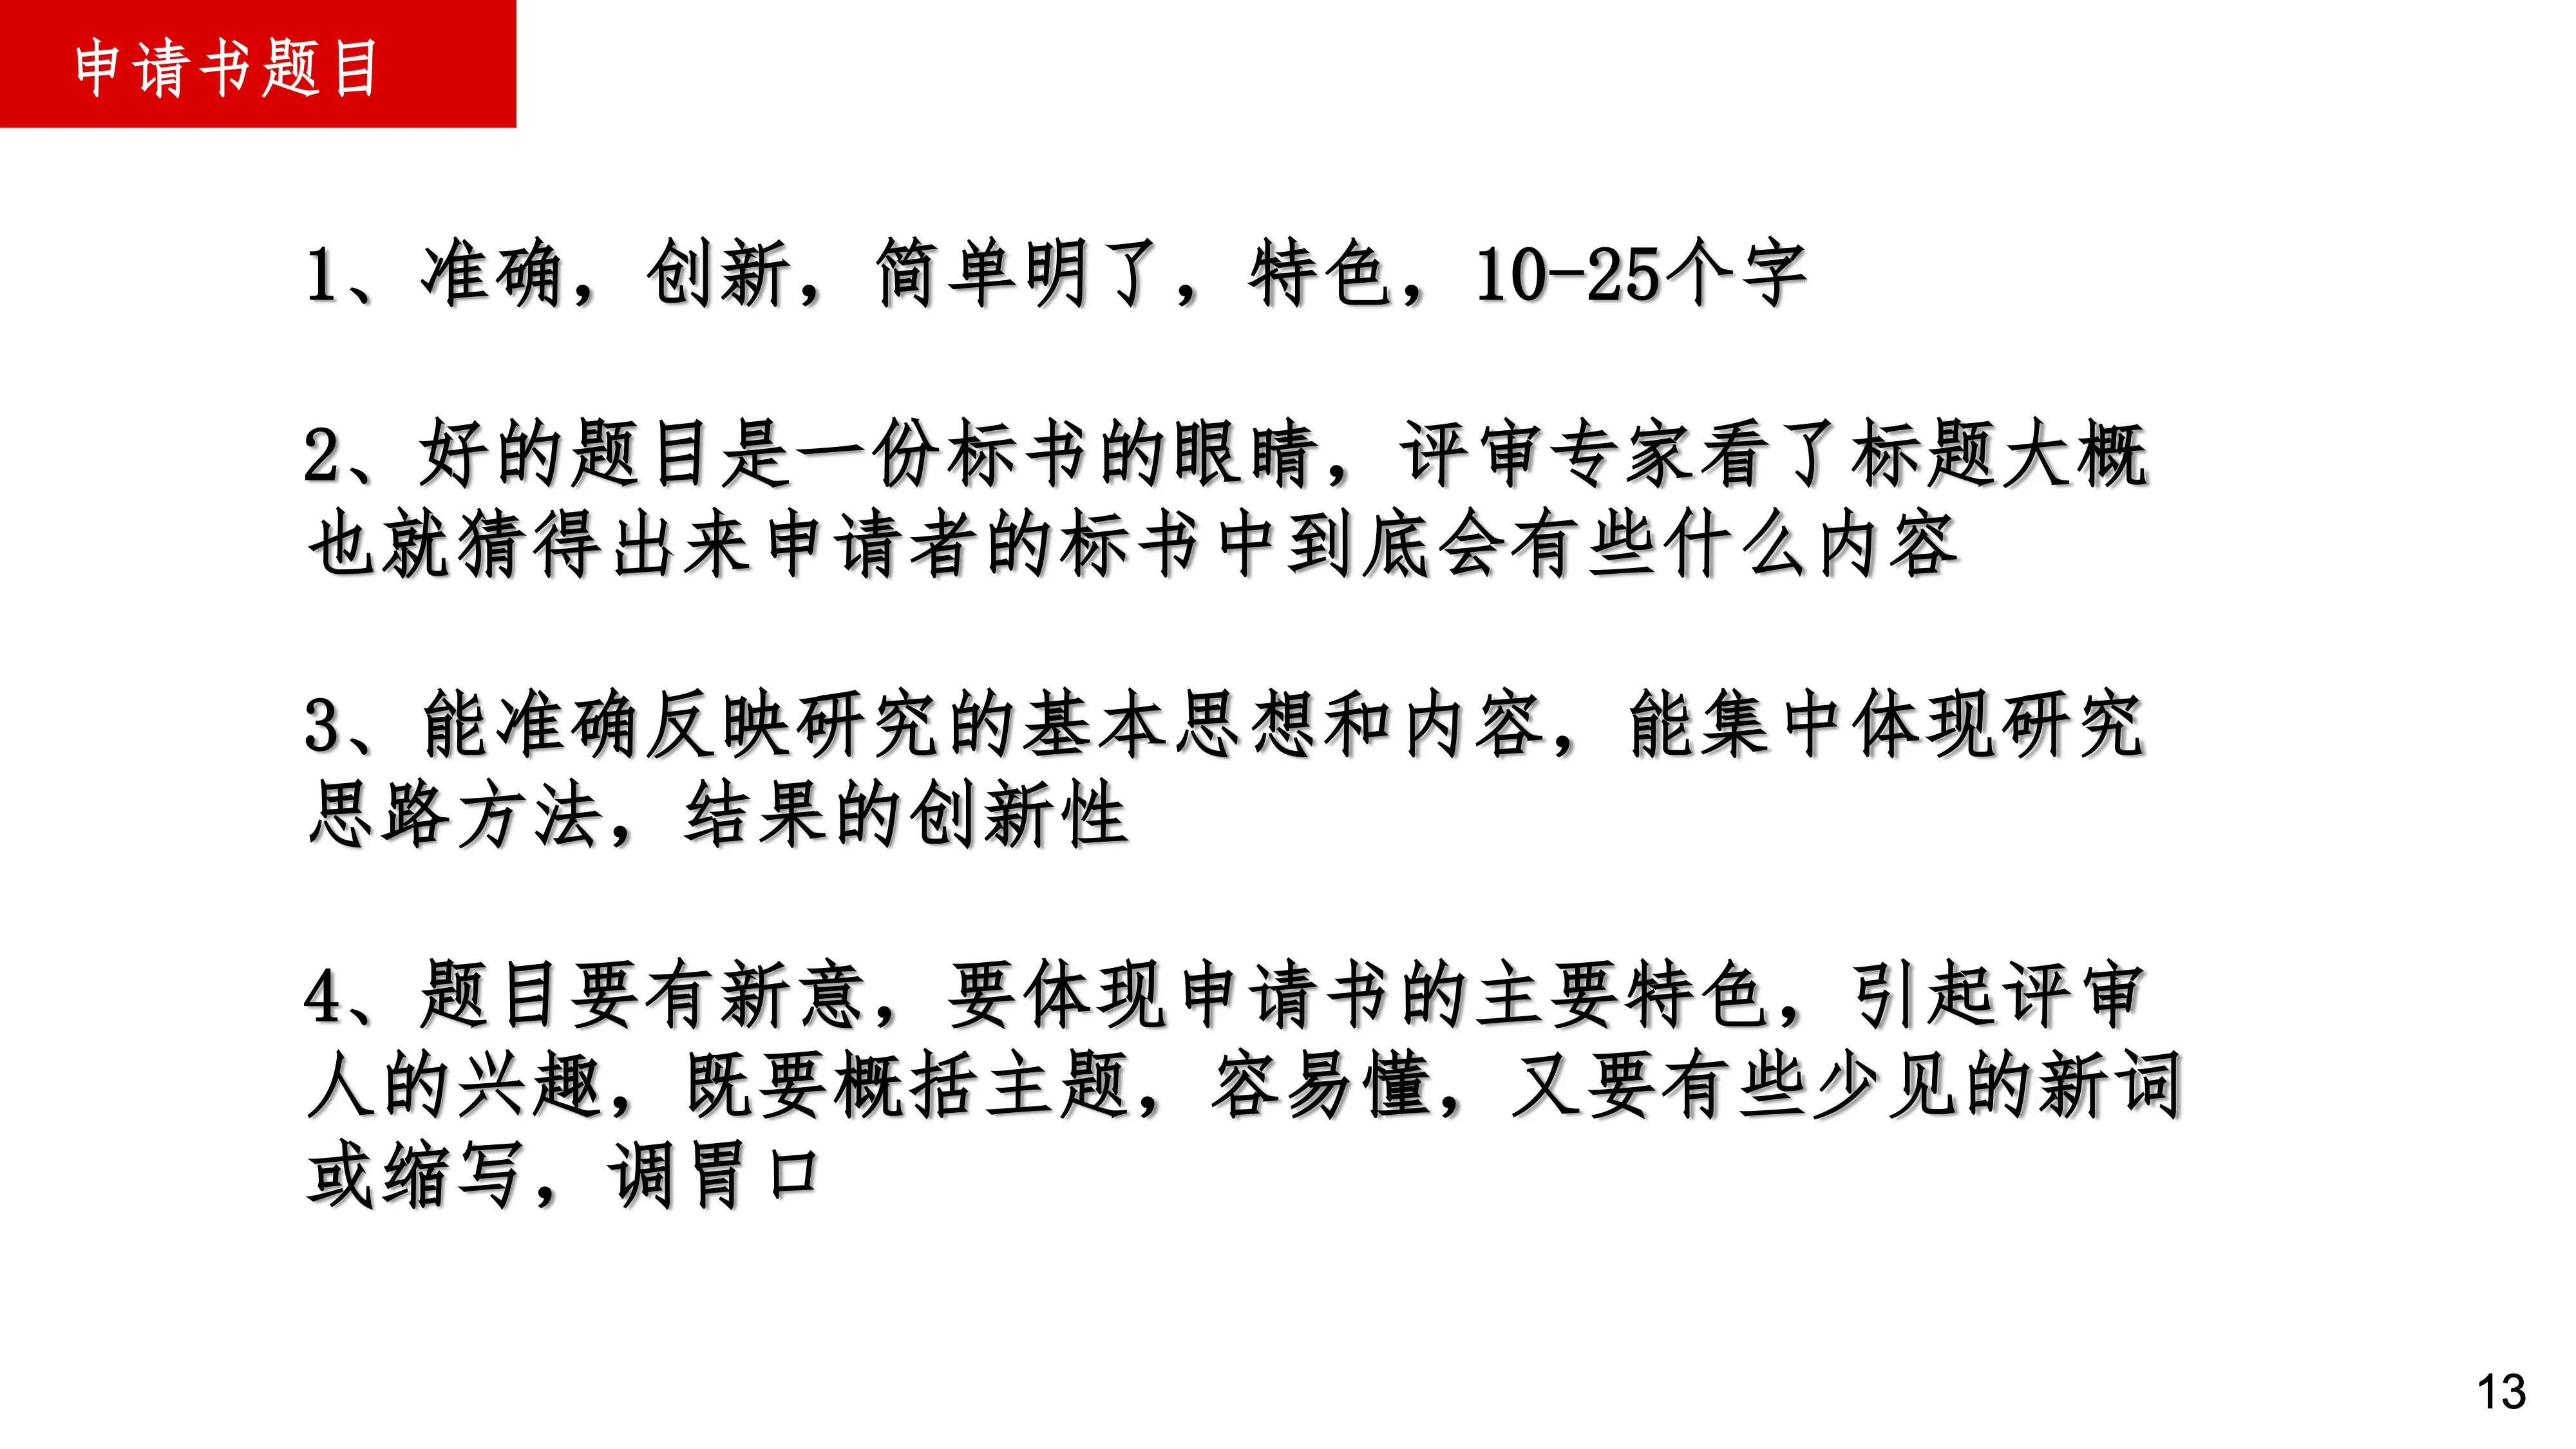 申请书题目
1、准确，创新，简单明了，特色，10-25个字
2、好的题目是一份标书的眼睛，评审专家看了标题大概
也就猜得出来申请者的标书中到底会有些什么内容
3、能准确反映研究的基本思想和内容，能集中体现研究
思路方法，结果的创新性
4、题目要有新意，要体现申请书的主要特色，引起评审
人的兴趣，既要概括主题，容易懂，又要有些少见的新词
或缩写，调胃口
13